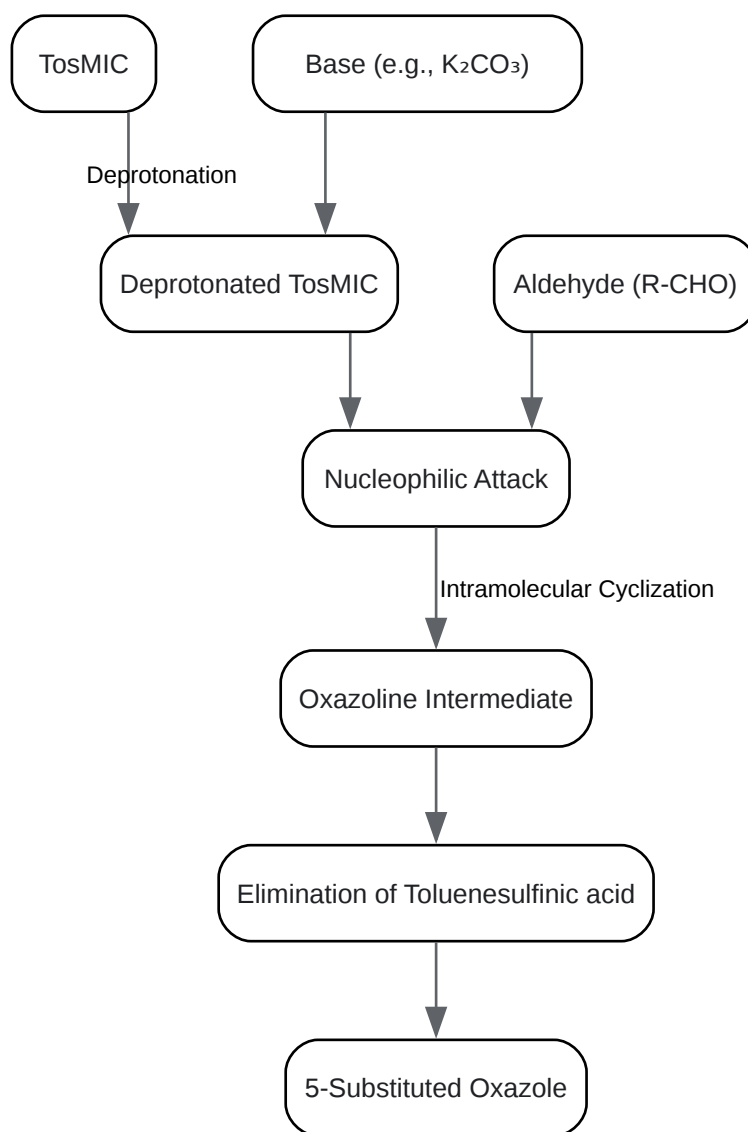 TosMIC
Base (e.g., K₂CO₃)
Deprotonation
Deprotonated TosMIC
Aldehyde (R-CHO)
Nucleophilic Attack
Intramolecular Cyclization
Oxazoline Intermediate
Elimination of Toluenesulfinic acid
5-Substituted Oxazole